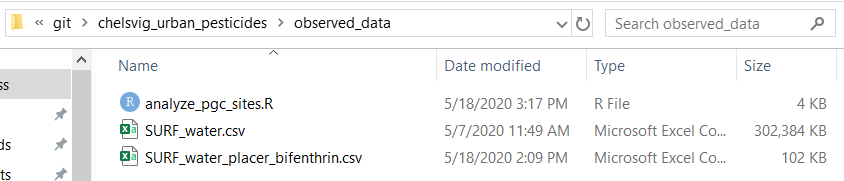 « git › chelsvig_urban_pesticides › observed_data
Search observed_data
Name Date modified Type Size
ss
analyze_pgc_sites.R 5/18/2020 3:17 PM R File 4 KB
SURF_water.csv 5/7/2020 11:49 AM Microsoft Excel Co... 302,384 KB
ds
SURF_water_placer_bifenthrin.csv 5/18/2020 2:09 PM Microsoft Excel Co... 102 KB
ts